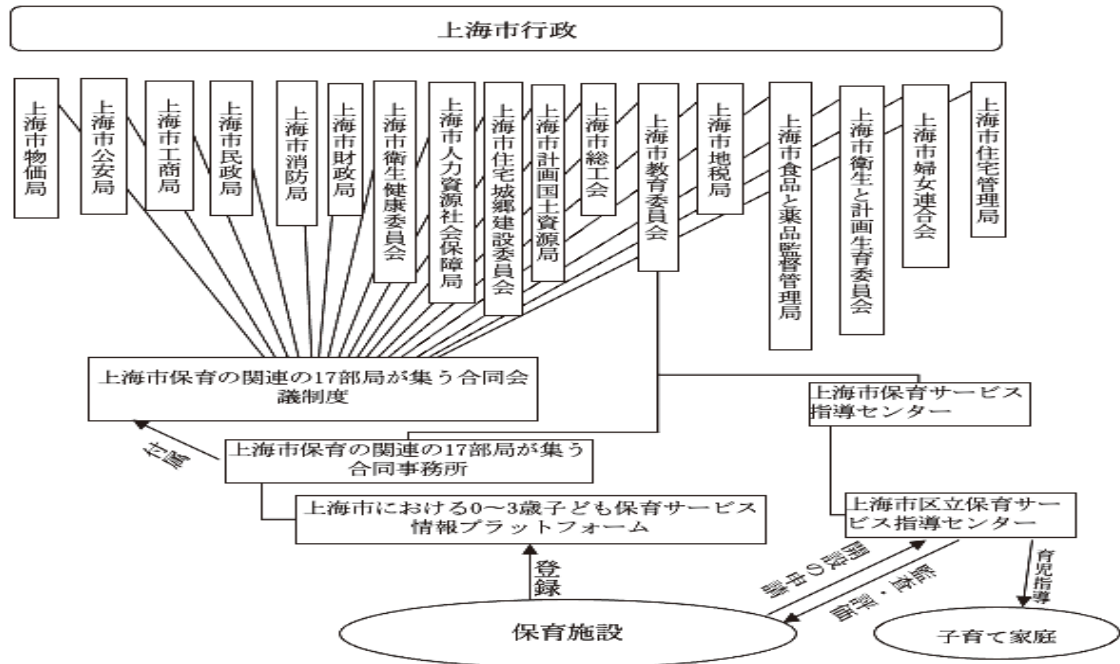 上海市行政
上海市物価局
上海市公安局
上海市工商局
上海市民政局
上海市消防局
上海市財政局
上海市衛生健康委員会
上海市人力資源社会保障局
上海市住宅城郷建設委員会
上海市計画国土資源局
上海市総工会
上海市教育委員会
上海市地税局
上海市食品と薬品監督管理局
上海市衛生と計画生育委員会
上海市婦女連合会
上海市住宅管理局
上海市保育の関連の17部局が集う合同会
議制度
上海市保育サービス
指導センター
付属
上海市保育の関連の17部局が集う
合同事務所
上海市における0～3歳子ども保育サービス
情報プラットフォーム
上海市区立保育サー
ビス指導センター
登録
開設
の申請
監査・評価
育児指導
保育施設
子育て家庭